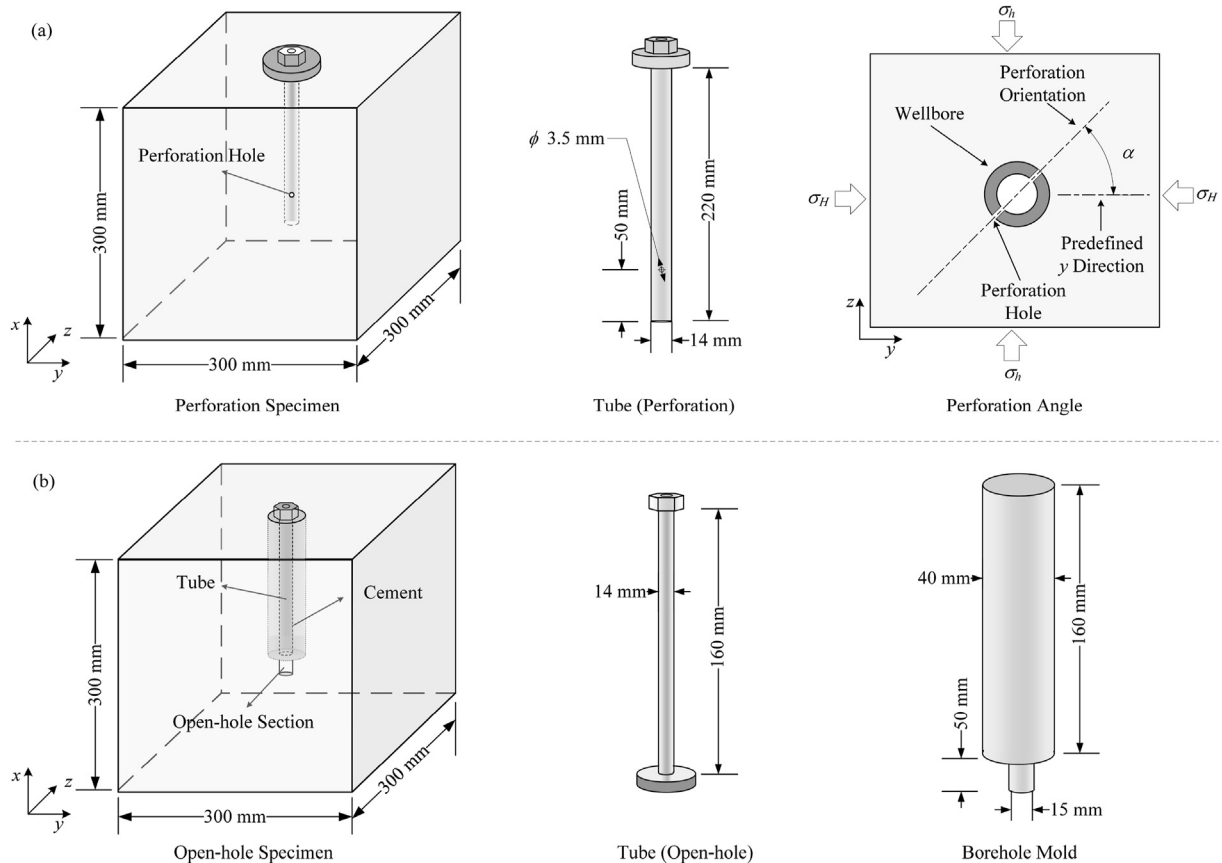 (a)
Perforation Hole
300 mm
300 mm
300 mm
x
z
y
Perforation Specimen
ϕ 3.5 mm
50 mm
220 mm
14 mm
Tube (Perforation)
σh
Perforation
Orientation
Wellbore
α
σH
σH
Predefined
y Direction
Perforation
Hole
z
y
σh
Perforation Angle
(b)
Tube
Cement
300 mm
Open-hole Section
300 mm
300 mm
x
z
y
Open-hole Specimen
14 mm
160 mm
Tube (Open-hole)
40 mm
160 mm
50 mm
15 mm
Borehole Mold